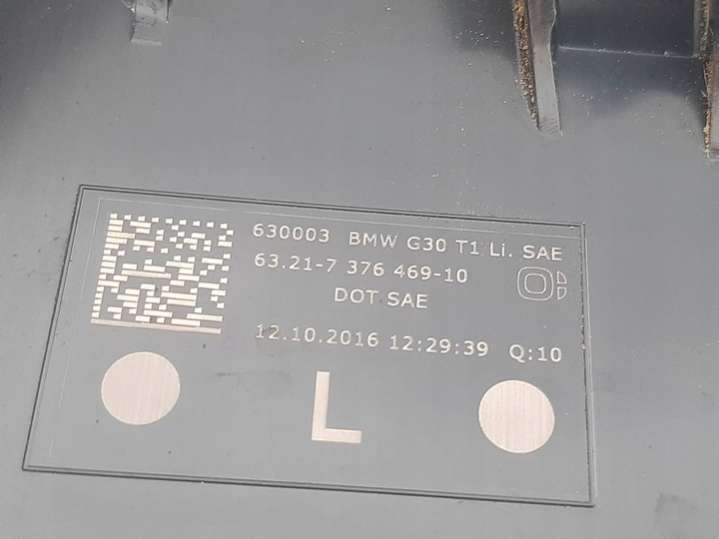 630003 BMW G30 T1 Li. SAE
63.21-7 376 469-10
DOT SAE
12.10.2016 12:29:39 Q:10
L